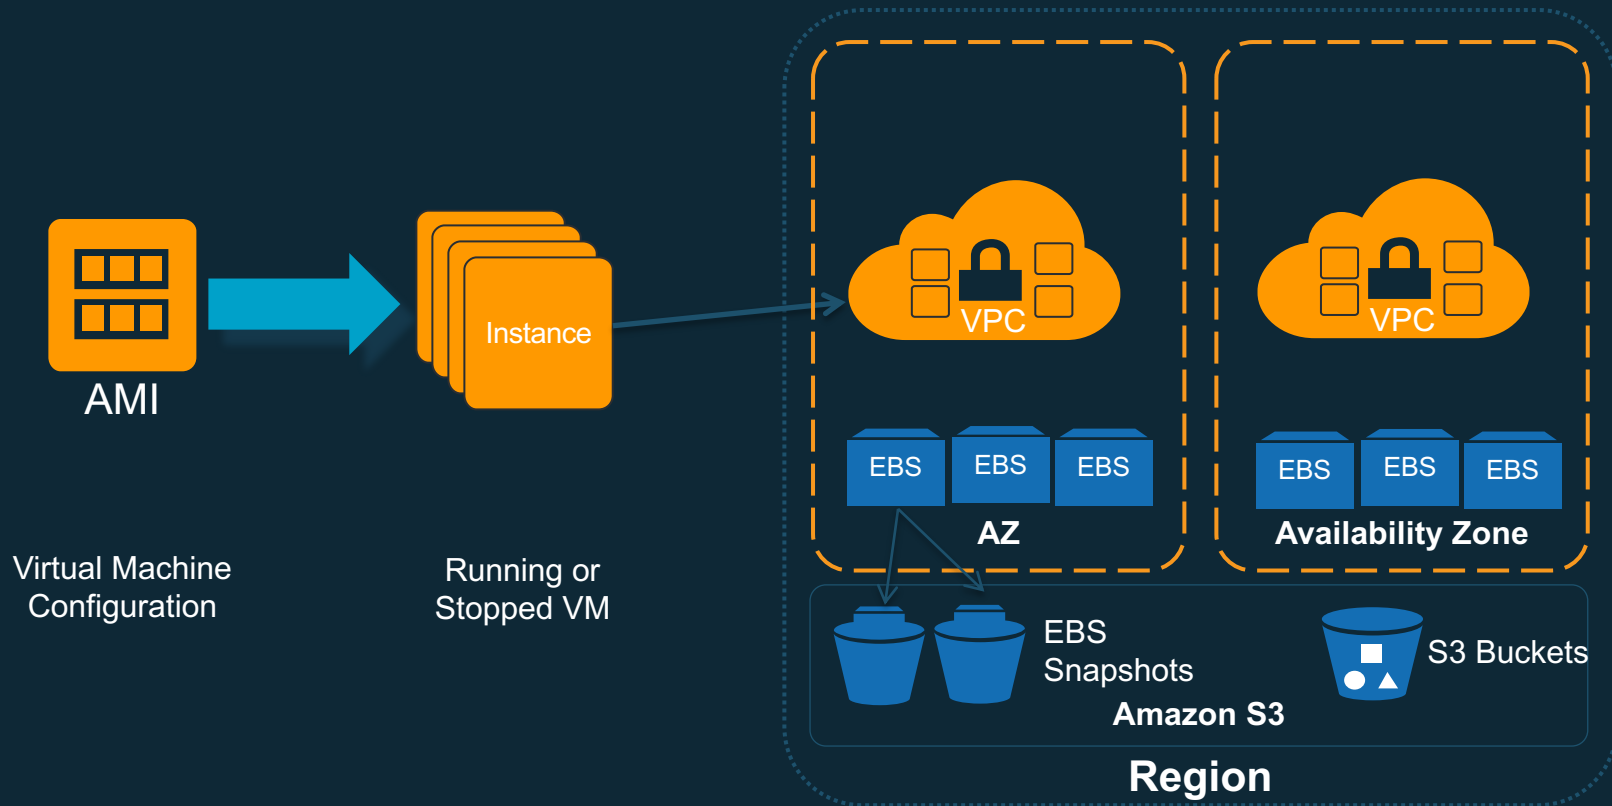 AMI
Virtual Machine
Configuration
Instance
Running or
Stopped VM
VPC
EBS
EBS
EBS
AZ
VPC
EBS
EBS
EBS
Availability Zone
EBS
Snapshots
S3 Buckets
Amazon S3
Region